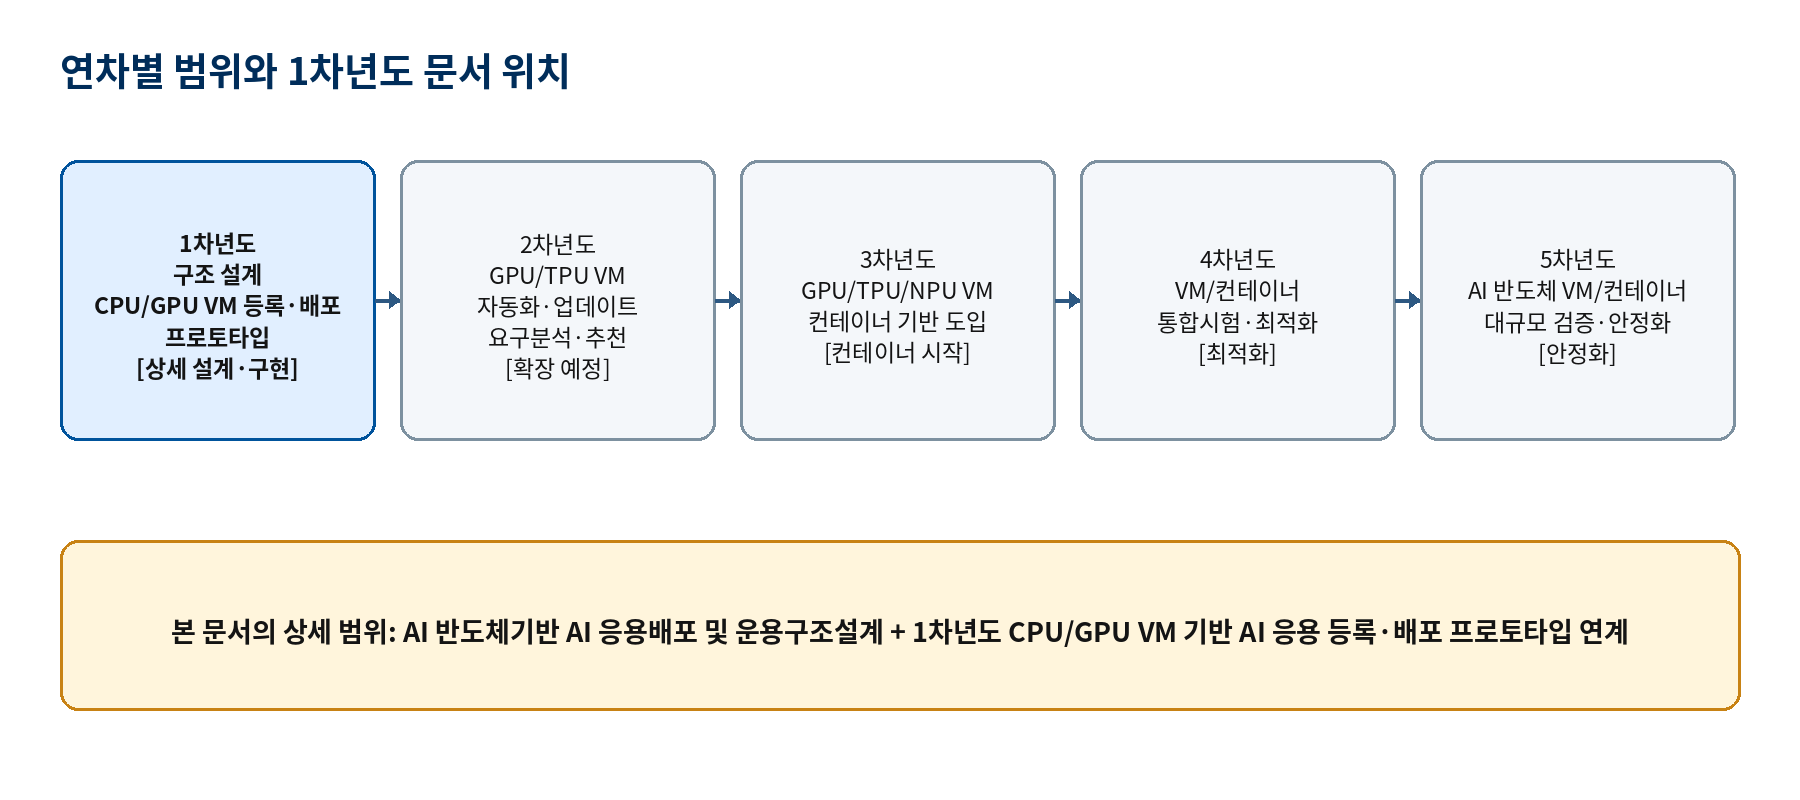 연차별 범위와 1차년도 문서 위치
1차년도
구조 설계
CPU/GPU VM 등록·배포
프로토타입
[상세 설계·구현]
2차년도
GPU/TPU VM
자동화·업데이트
요구분석·추천
[확장 예정]
3차년도
GPU/TPU/NPU VM
컨테이너 기반 도입
[컨테이너 시작]
4차년도
VM/컨테이너
통합시험·최적화
[최적화]
5차년도
AI 반도체 VM/컨테이너
대규모 검증·안정화
[안정화]
본 문서의 상세 범위: AI 반도체기반 AI 응용배포 및 운용구조설계 + 1차년도 CPU/GPU VM 기반 AI 응용 등록·배포 프로토타입 연계